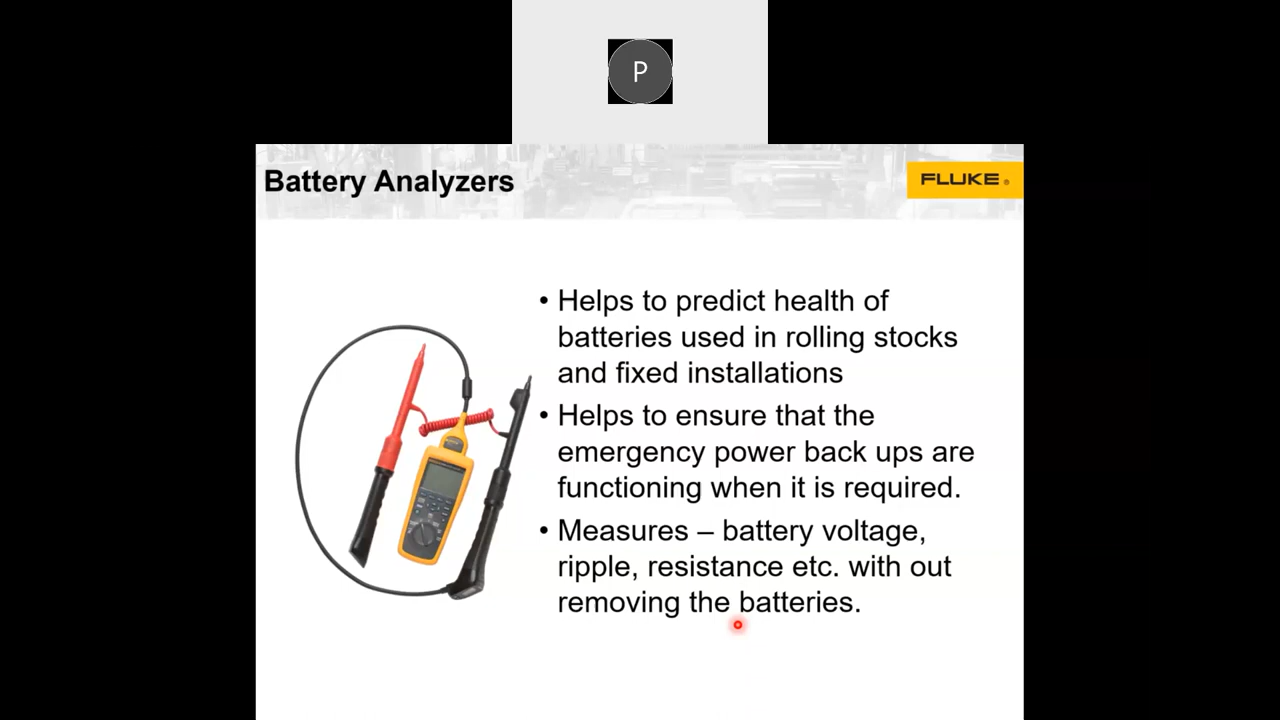 P
Battery Analyzers
FLUKE ®
• Helps to predict health of
batteries used in rolling stocks
and fixed installations
• Helps to ensure that the
emergency power back ups are
functioning when it is required.
• Measures – battery voltage,
ripple, resistance etc. with out
removing the batteries.